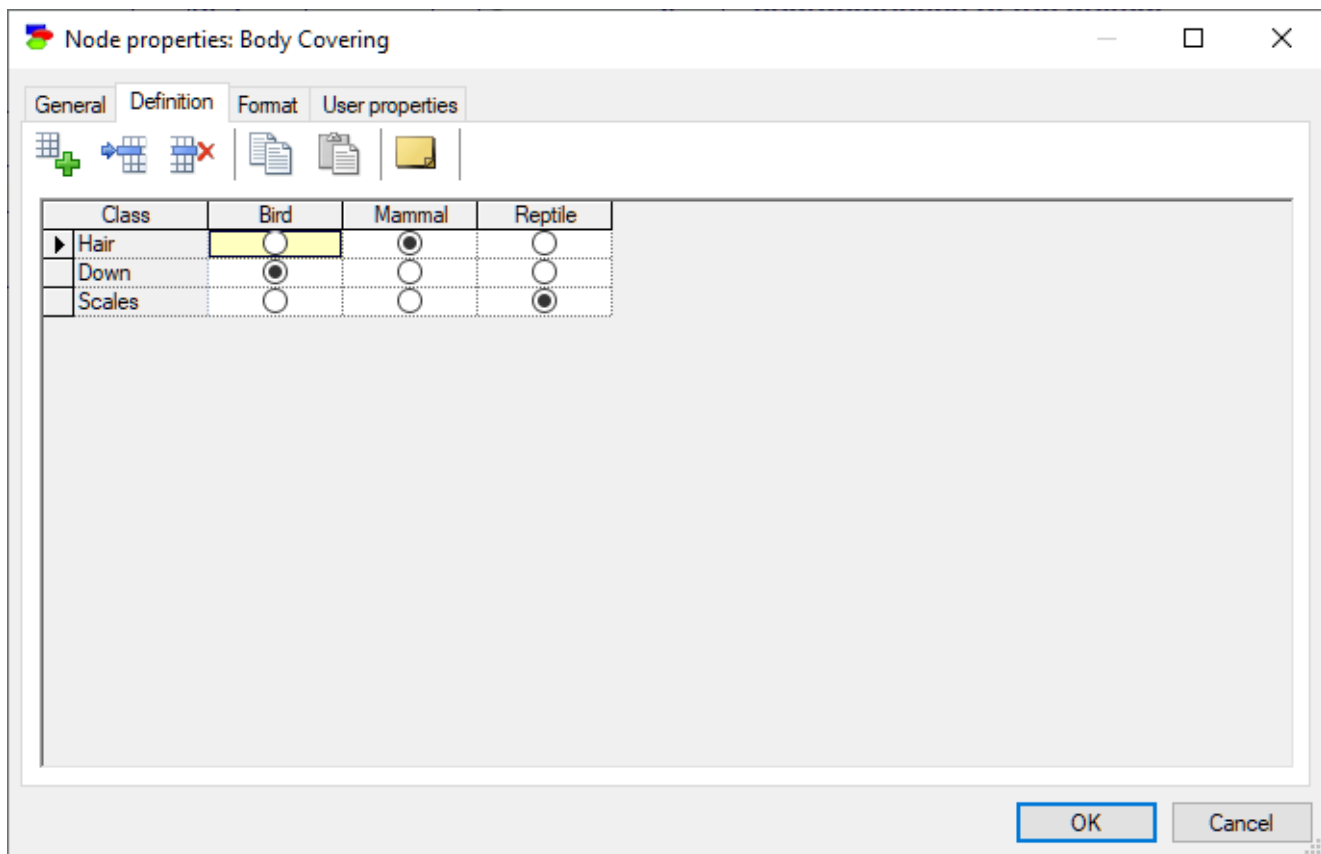 Node properties: Body Covering
General Definition Format User properties
Class Bird Mammal Reptile
Hair
Down
Scales
OK Cancel